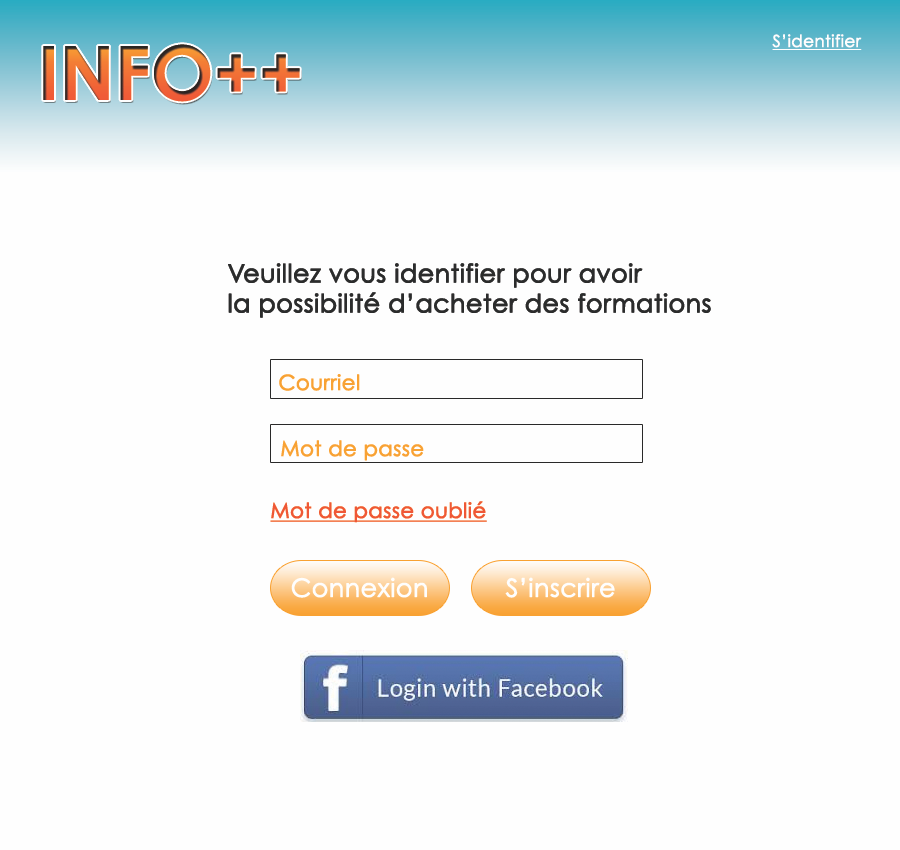 INFO++
S'identifier
Veuillez vous identifier pour avoir
la possibilité d'acheter des formations
Courriel
Mot de passe
Mot de passe oublié
Connexion
S'inscrire
f
Login with Facebook